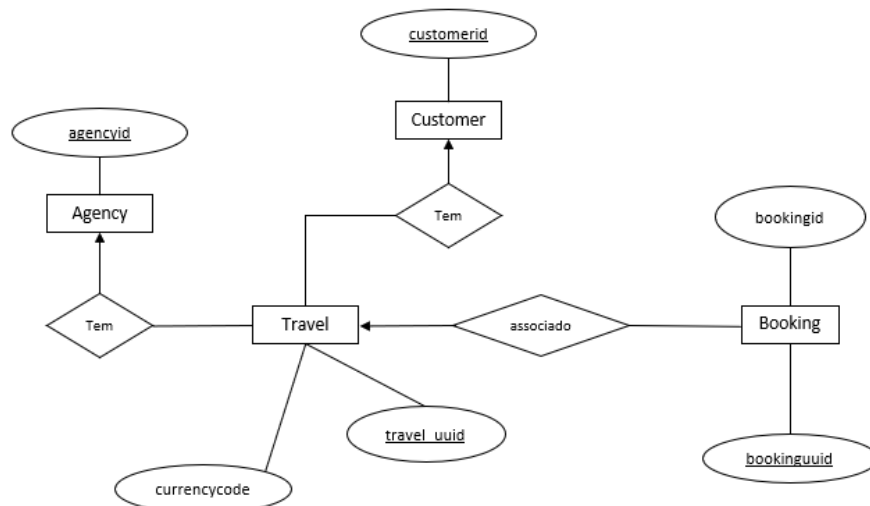 customerid
Customer
agencyid
Agency
Tem
bookingid
Tem
Travel
associado
Booking
travel_uuid
bookinguuid
currencycode